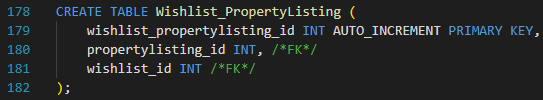 178 CREATE TABLE Wishlist_PropertyListing (
179     wishlist_propertylisting_id INT AUTO_INCREMENT PRIMARY KEY,
180     propertylisting_id INT, /*FK*/
181     wishlist_id INT /*FK*/
182 );